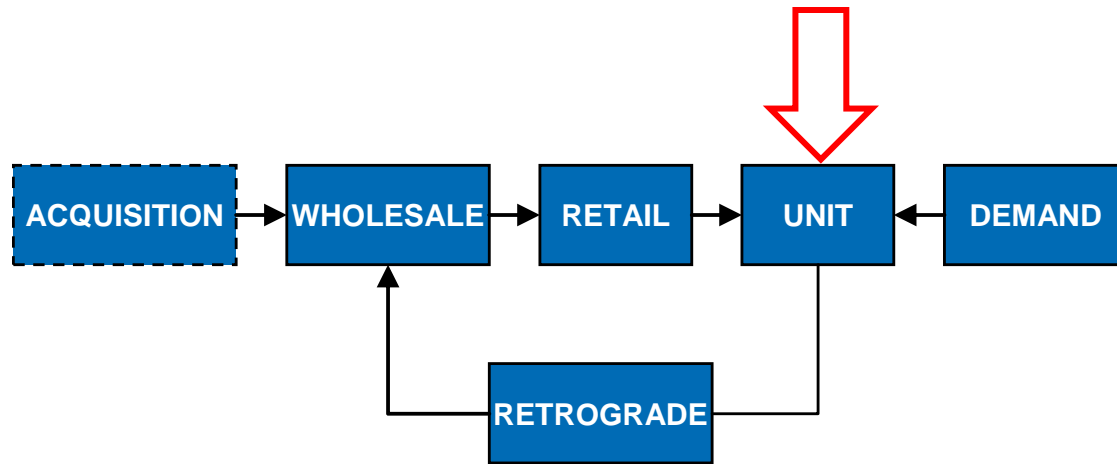 ACQUISITION
WHOLESALE
RETAIL
UNIT
DEMAND
RETROGRADE